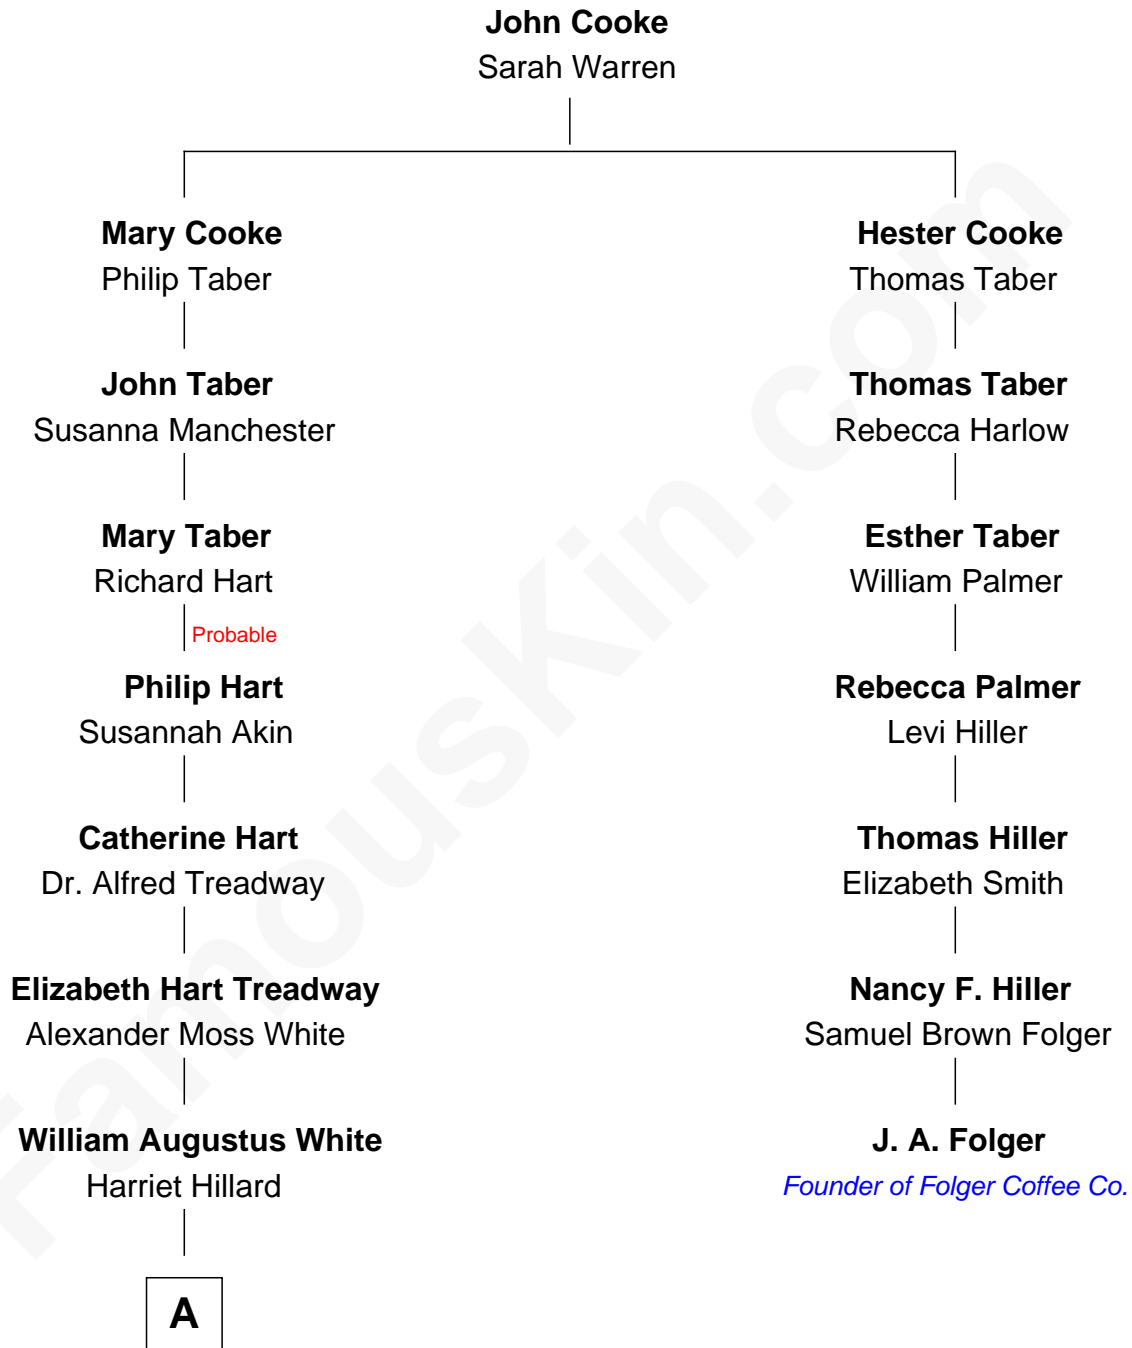 John Cooke
Sarah Warren
Mary Cooke
Philip Taber
John Taber
Susanna Manchester
Mary Taber
Richard Hart
Probable
Philip Hart
Susannah Akin
Catherine Hart
Dr. Alfred Treadway
Elizabeth Hart Treadway
Alexander Moss White
William Augustus White
Harriet Hillard
A
Hester Cooke
Thomas Taber
Thomas Taber
Rebecca Harlow
Esther Taber
William Palmer
Rebecca Palmer
Levi Hiller
Thomas Hiller
Elizabeth Smith
Nancy F. Hiller
Samuel Brown Folger
J. A. Folger
Founder of Folger Coffee Co.
FamousKin.com